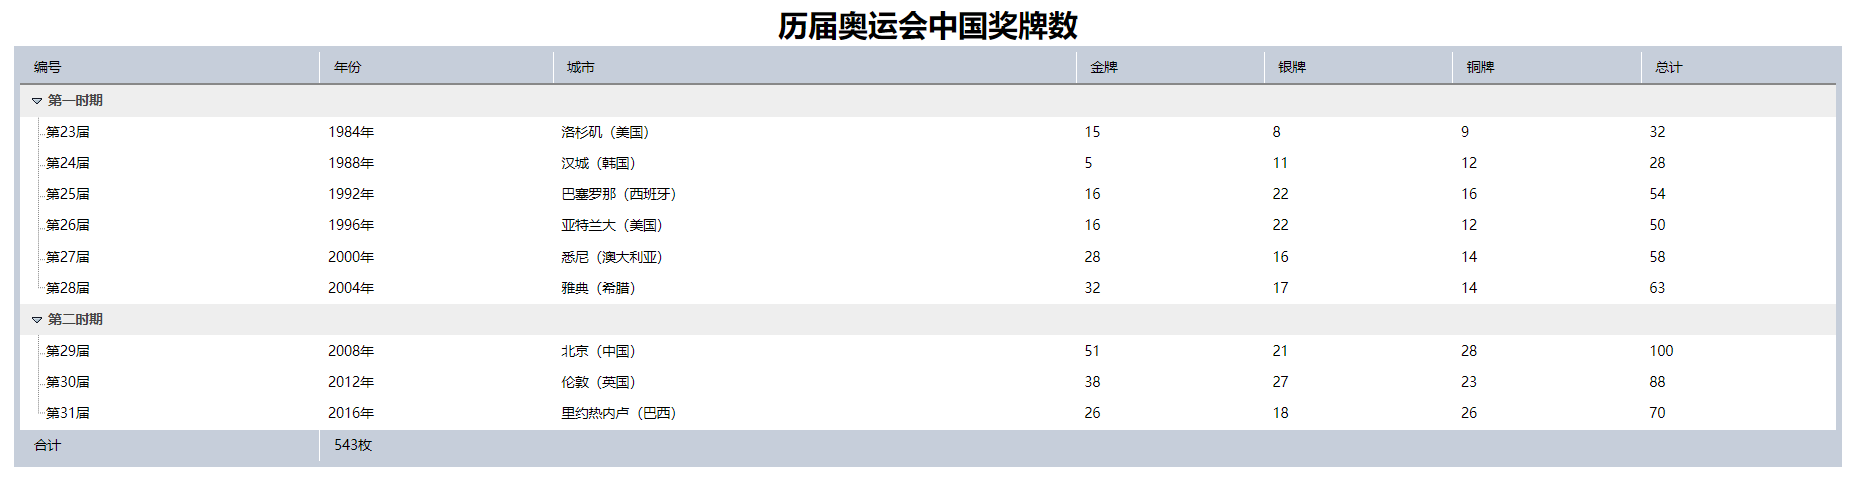 历届奥运会中国奖牌数
编号 年份 城市 金牌 银牌 铜牌 总计
第一时期
第23届 1984年 洛杉矶（美国） 15 8 9 32
第24届 1988年 汉城（韩国） 5 11 12 28
第25届 1992年 巴塞罗那（西班牙） 16 22 16 54
第26届 1996年 亚特兰大（美国） 16 22 12 50
第27届 2000年 悉尼（澳大利亚） 28 16 14 58
第28届 2004年 雅典（希腊） 32 17 14 63
第二时期
第29届 2008年 北京（中国） 51 21 28 100
第30届 2012年 伦敦（英国） 38 27 23 88
第31届 2016年 里约热内卢（巴西） 26 18 26 70
合计 543枚